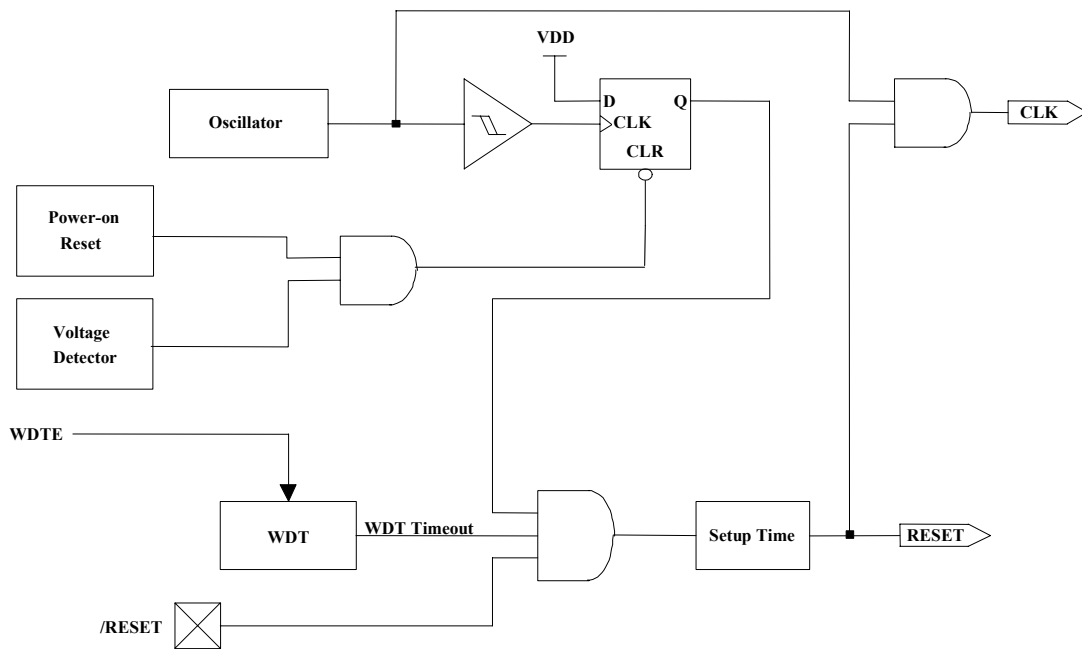 VDD
D
Q
Oscillator
CLK
CLK
CLR
Power-on
Reset
Voltage
Detector
WDTE
WDT
WDT Timeout
Setup Time
RESET
/RESET